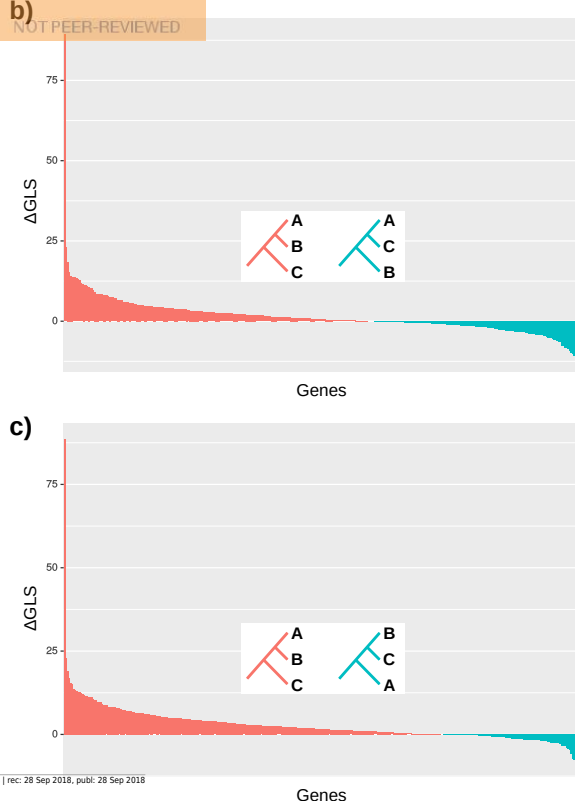 b)
NOT PEER-REVIEWED
75
50
25
0
ΔGLS
A
B
C
A
C
B
Genes
c)
75
50
25
0
ΔGLS
A
B
C
B
C
A
| rec: 28 Sep 2018, publ: 28 Sep 2018
Genes